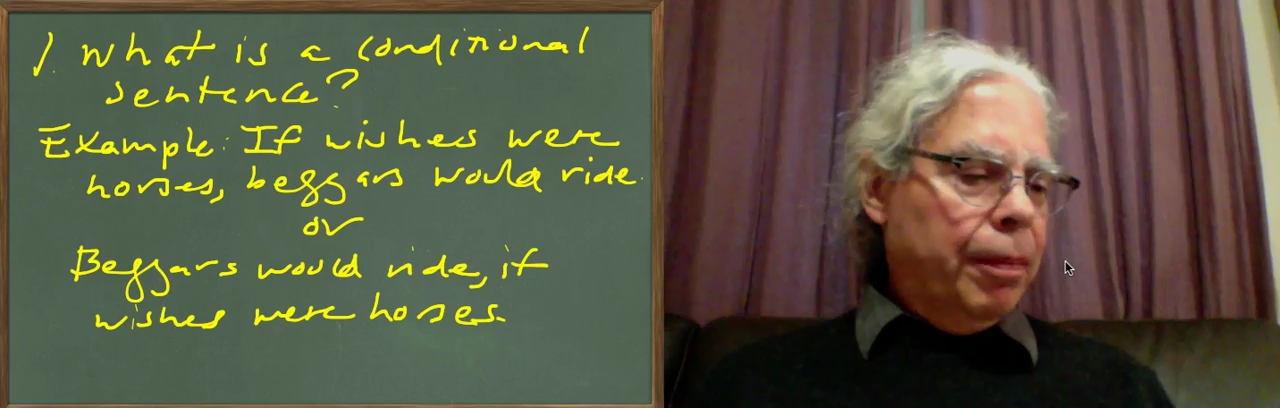 1. What is a conditional
sentence?
Example: If wishes were
horses, beggars would ride.
or
Beggars would ride, if
wishes were horses.